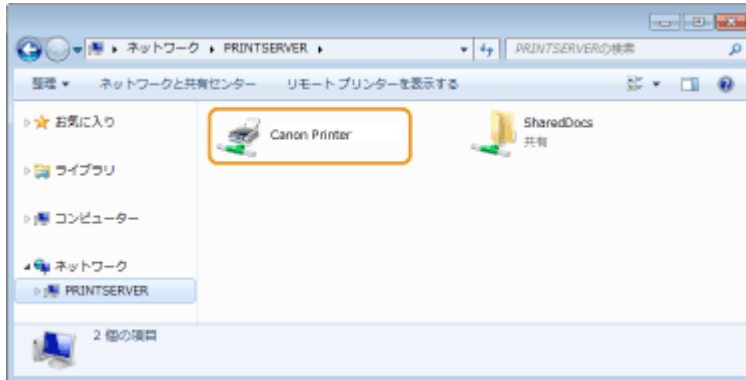 ネットワーク ▸ PRINTSERVER ▸ PRINTSERVERの検索
整理 ネットワークと共有センター リモート プリンターを表示する
お気に入り
ライブラリ
コンピューター
ネットワーク
PRINTSERVER
Canon Printer
SharedDocs
共有
2 個の項目